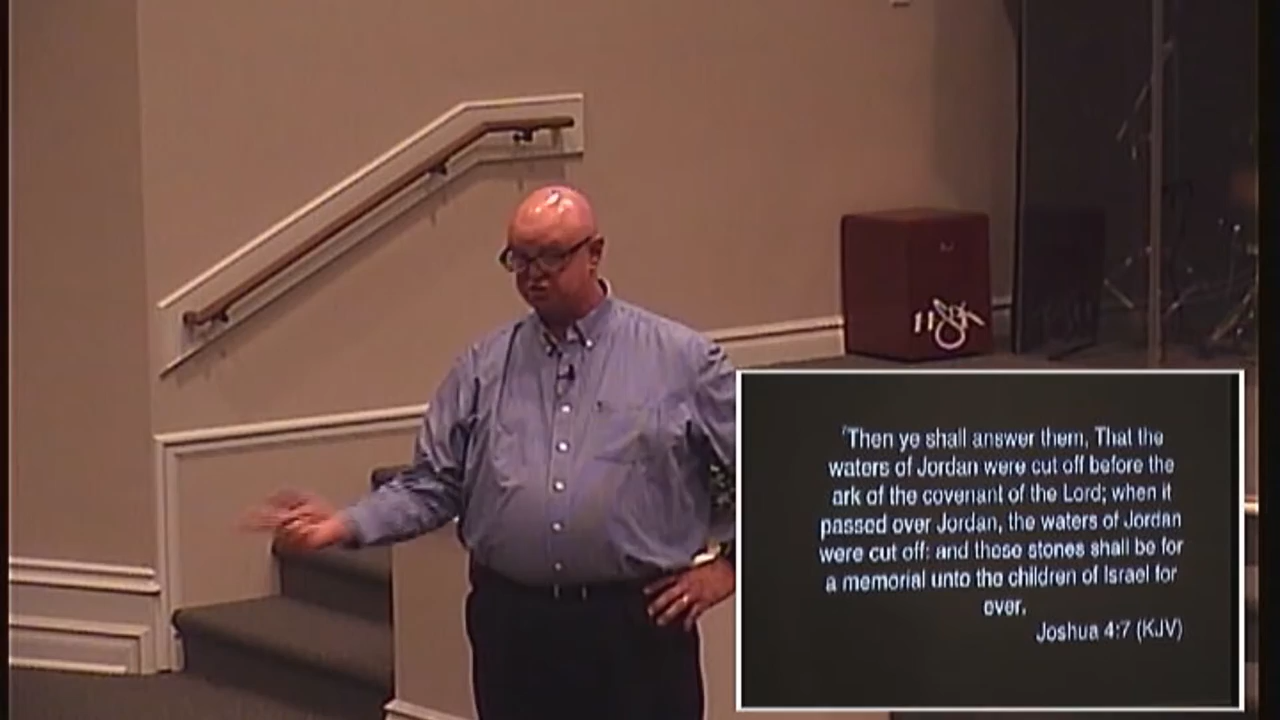 'Then ye shall answer them, That the
waters of Jordan were cut off before the
ark of the covenant of the Lord; when it
passed over Jordan, the waters of Jordan
were cut off: and those stones shall be for
a memorial unto the children of Israel for
over.
Joshua 4:7 (KJV)